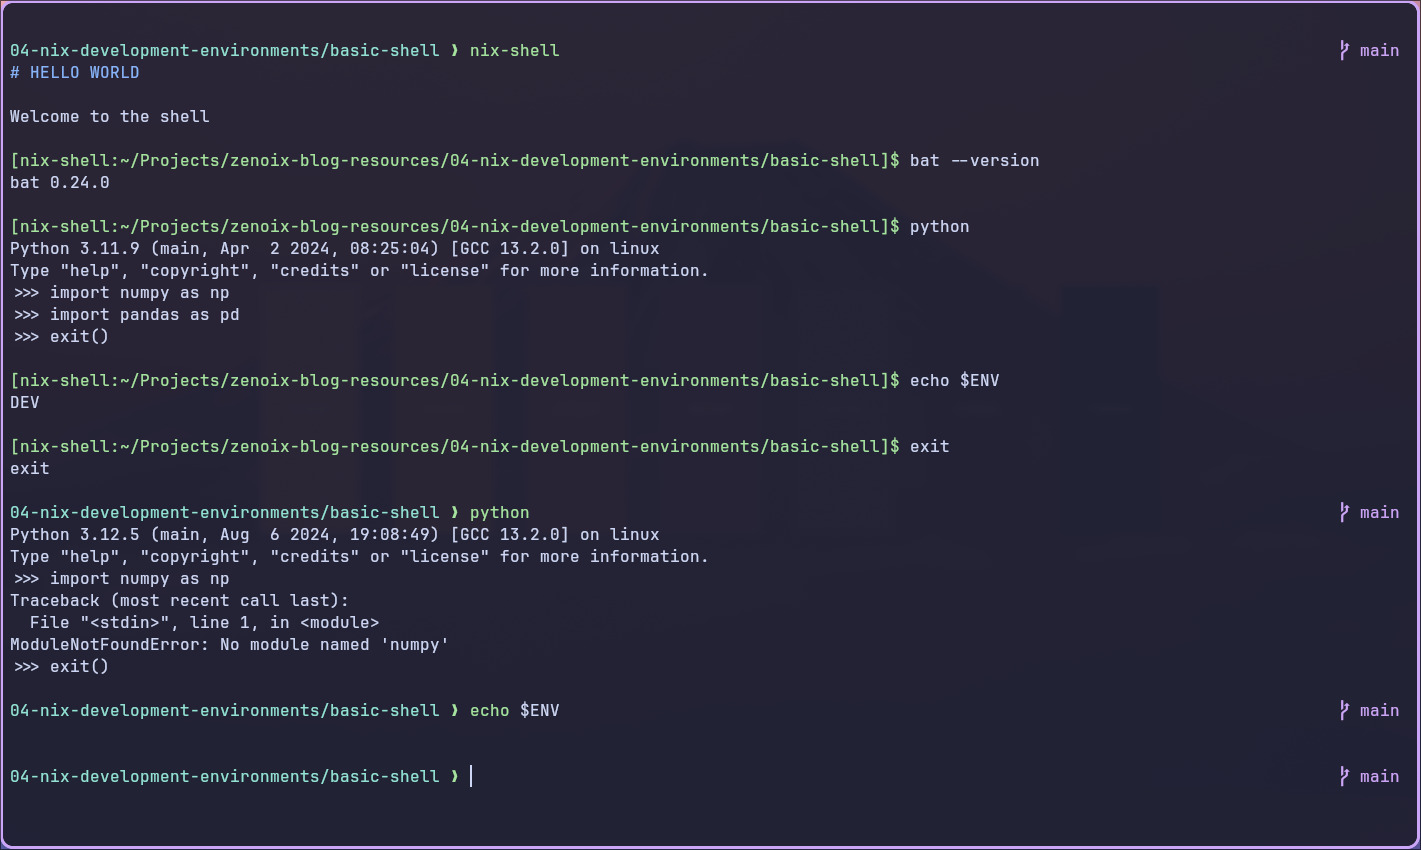 04-nix-development-environments/basic-shell ❱ nix-shell main
# HELLO WORLD
Welcome to the shell
[nix-shell:~/Projects/zenoix-blog-resources/04-nix-development-environments/basic-shell]$ bat --version
bat 0.24.0
[nix-shell:~/Projects/zenoix-blog-resources/04-nix-development-environments/basic-shell]$ python
Python 3.11.9 (main, Apr  2 2024, 08:25:04) [GCC 13.2.0] on linux
Type "help", "copyright", "credits" or "license" for more information.
>>> import numpy as np
>>> import pandas as pd
>>> exit()
[nix-shell:~/Projects/zenoix-blog-resources/04-nix-development-environments/basic-shell]$ echo $ENV
DEV
[nix-shell:~/Projects/zenoix-blog-resources/04-nix-development-environments/basic-shell]$ exit
exit
04-nix-development-environments/basic-shell ❱ python main
Python 3.12.5 (main, Aug  6 2024, 19:08:49) [GCC 13.2.0] on linux
Type "help", "copyright", "credits" or "license" for more information.
>>> import numpy as np
Traceback (most recent call last):
  File "<stdin>", line 1, in <module>
ModuleNotFoundError: No module named 'numpy'
>>> exit()
04-nix-development-environments/basic-shell ❱ echo $ENV main
04-nix-development-environments/basic-shell ❱ main